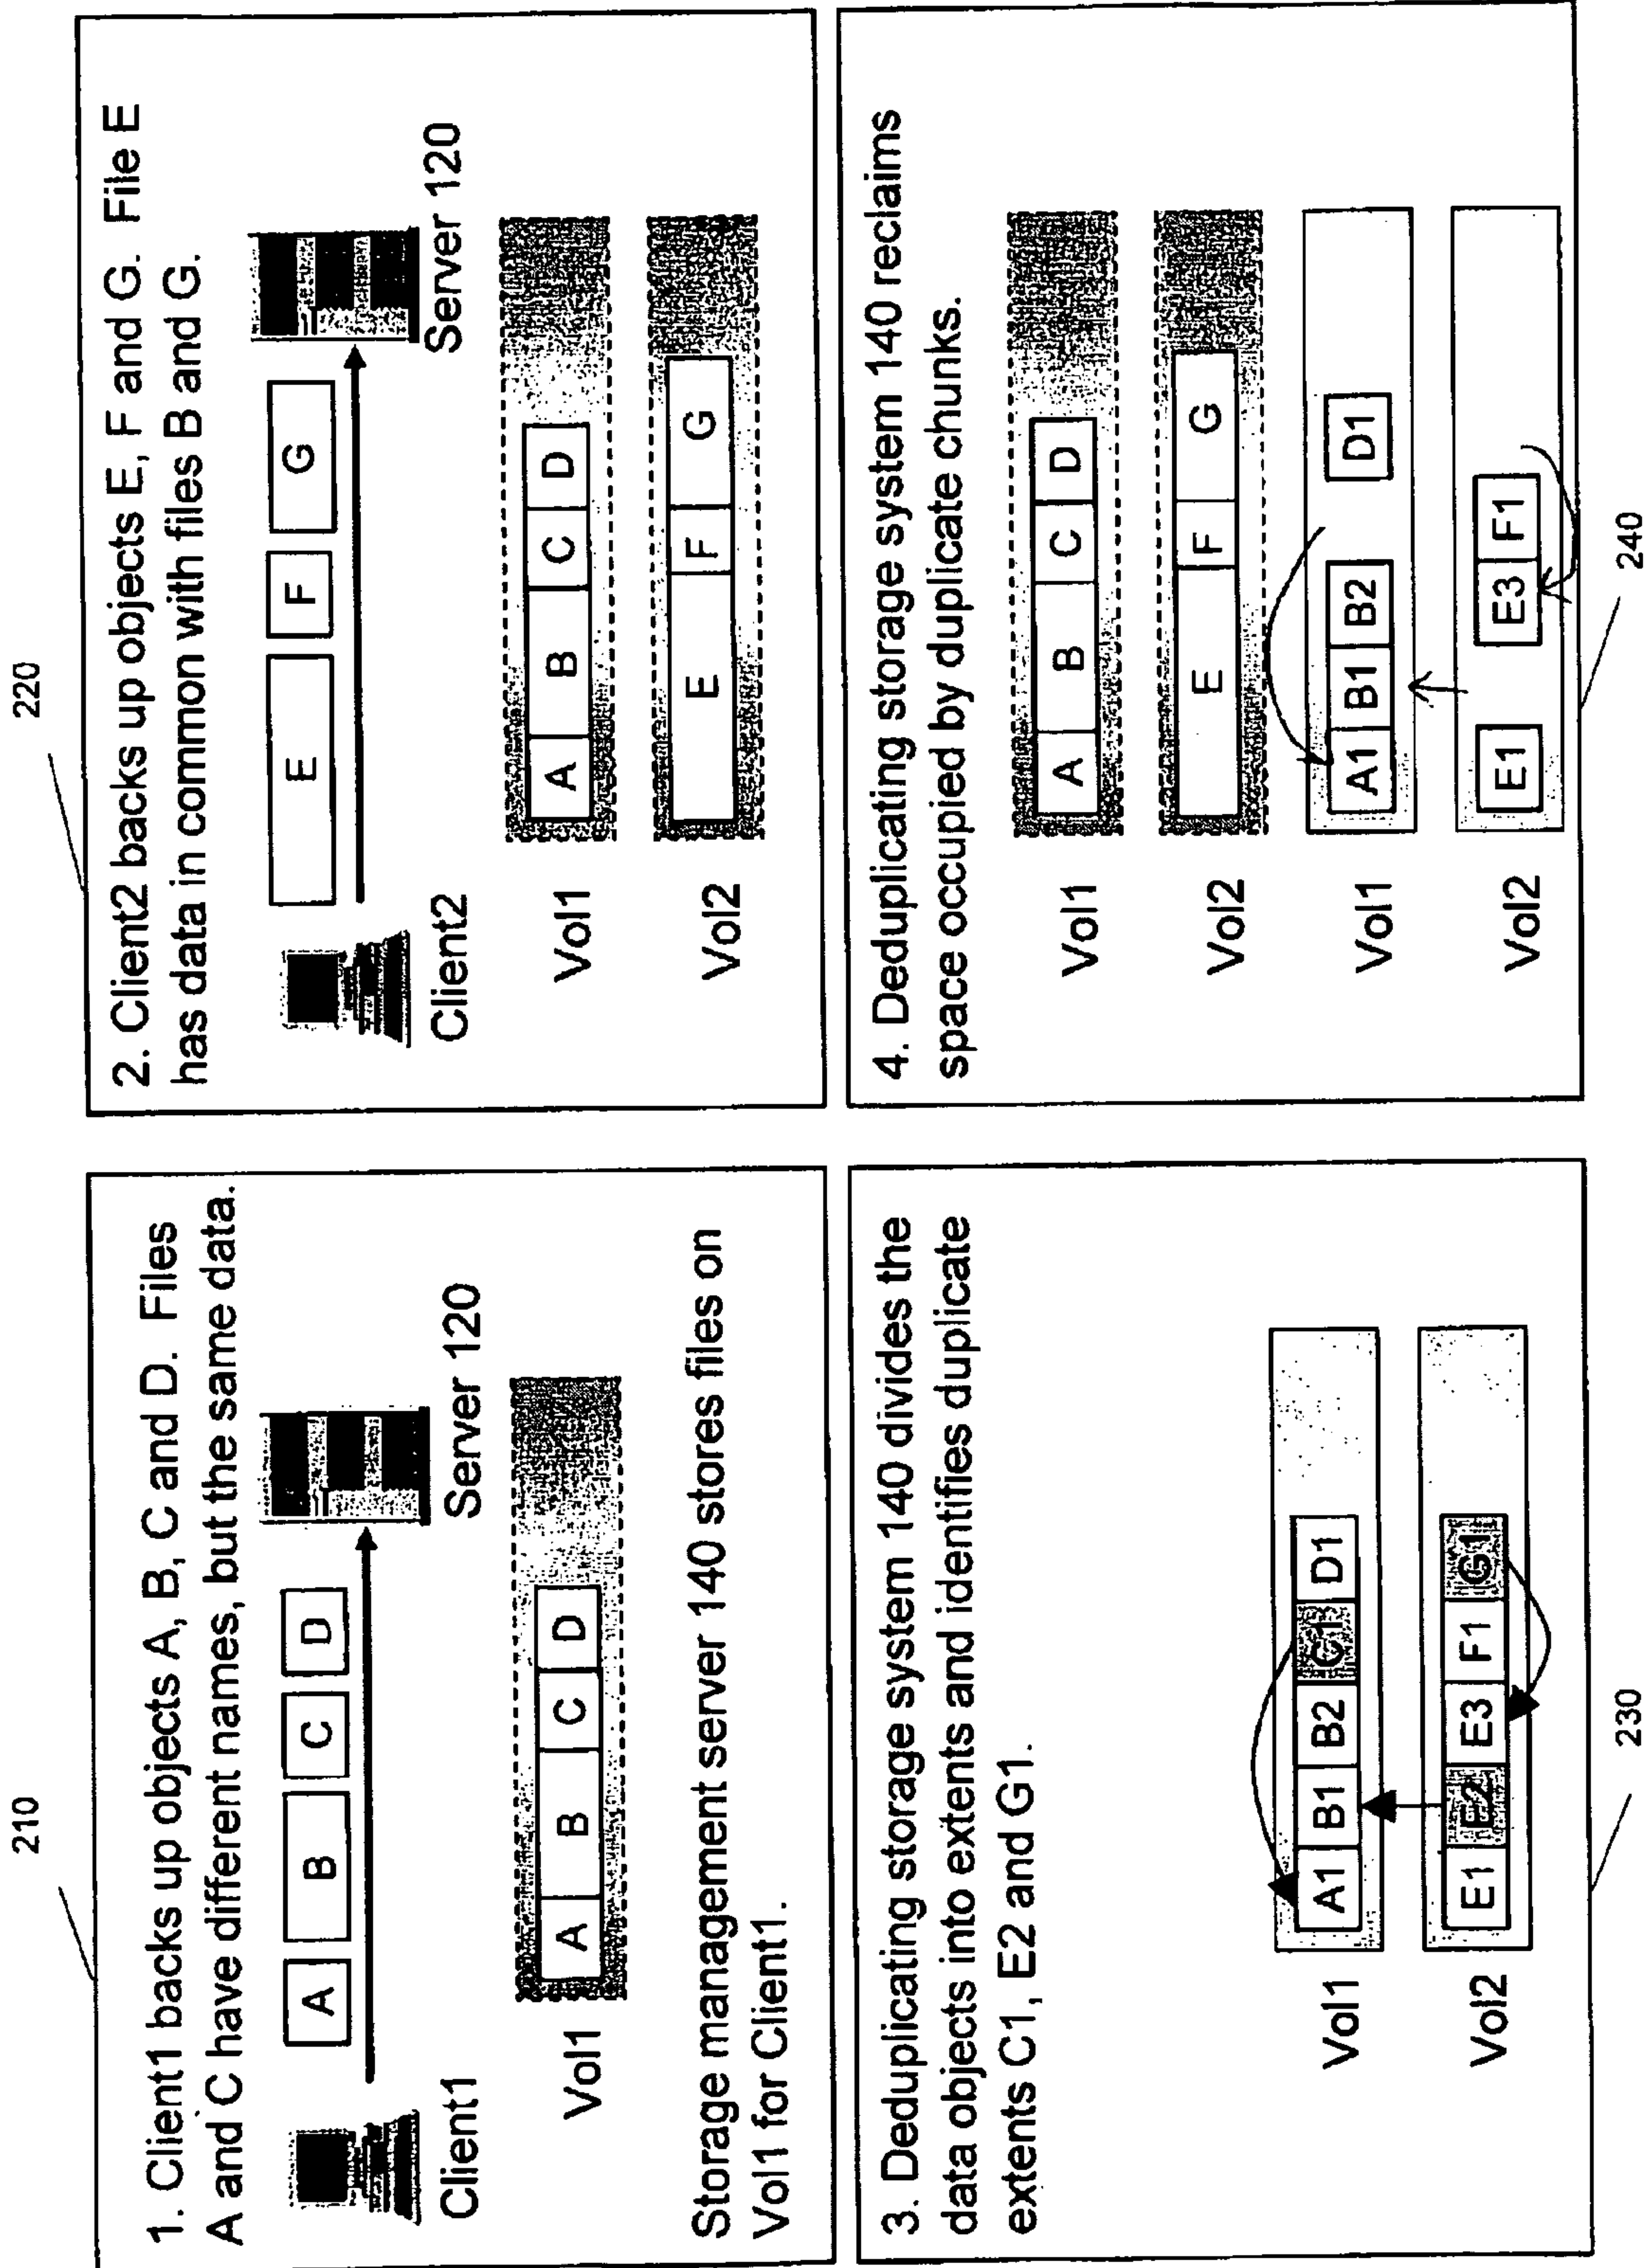 210
1. Client1 backs up objects A, B, C and D. Files
A and C have different names, but the same data.
A
B
C
D
Client1
Server 120
Vol1
A
B
C
D
Storage management server 140 stores files on
Vol1 for Client1.
220
2. Client2 backs up objects E, F and G. File E
has data in common with files B and G.
E
F
G
Client2
Server 120
Vol1
A
B
C
D
Vol2
E
F
G
3. Deduplicating storage system 140 divides the
data objects into extents and identifies duplicate
extents C1, E2 and G1.
Vol1
A1
B1
B2
C1
D1
Vol2
E1
E2
E3
F1
G1
230
4. Deduplicating storage system 140 reclaims
space occupied by duplicate chunks.
Vol1
A
B
C
D
Vol2
E
F
G
Vol1
A1
B1
B2
D1
Vol2
E1
E3
F1
240